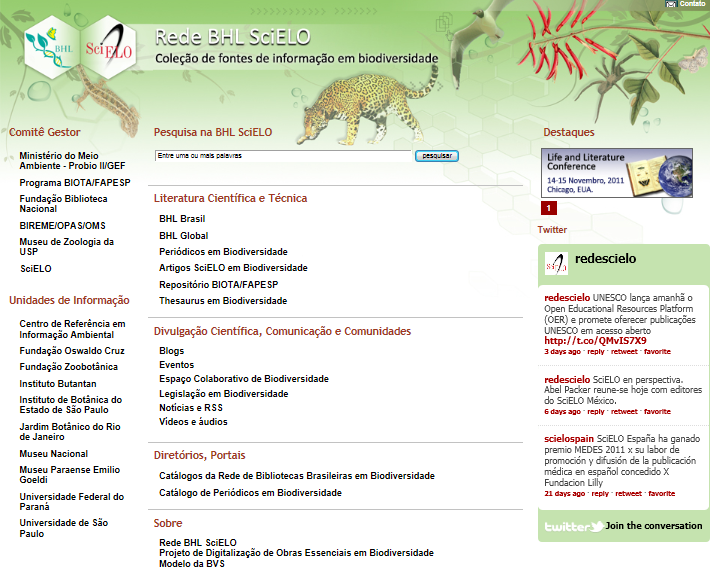 Contato
BHL
SciELO
Rede BHL SciELO
Coleção de fontes de informação em biodiversidade
Comitê Gestor
Ministério do Meio
Ambiente - Probio II/GEF
Programa BIOTA/FAPESP
Fundação Biblioteca
Nacional
BIREME/OPAS/OMS
Museu de Zoologia da
USP
SciELO
Unidades de Informação
Centro de Referência em
Informação Ambiental
Fundação Oswaldo Cruz
Fundação Zoobotânica
Instituto Butantan
Instituto de Botânica do
Estado de São Paulo
Jardim Botânico do Rio
de Janeiro
Museu Nacional
Museu Paraense Emilio
Goeldi
Universidade Federal do
Paraná
Universidade de São
Paulo
Pesquisa na BHL SciELO
Entre uma ou mais palavras
pesquisar
Literatura Científica e Técnica
BHL Brasil
BHL Global
Periódicos em Biodiversidade
Artigos SciELO em Biodiversidade
Repositório BIOTA/FAPESP
Thesaurus em Biodiversidade
Divulgação Científica, Comunicação e Comunidades
Blogs
Eventos
Espaço Colaborativo de Biodiversidade
Legislação em Biodiversidade
Notícias e RSS
Vídeos e áudios
Diretórios, Portais
Catálogos da Rede de Bibliotecas Brasileiras em Biodiversidade
Catálogo de Periódicos em Biodiversidade
Sobre
Rede BHL SciELO
Projeto de Digitalização de Obras Essenciais em Biodiversidade
Modelo da BVS
Destaques
Life and Literature
Conference
14-15 Novembro, 2011
Chicago, EUA.
1
Twitter
SciELO
redescielo
redescielo UNESCO lança amanhã o
Open Educational Resources Platform
(OER) e promete oferecer publicações
UNESCO em acesso aberto
http://t.co/QMvIS7X9
3 days ago · reply · retweet · favorite
redescielo SciELO en perspectiva.
Abel Packer reune-se hoje com editores
do SciELO México.
6 days ago · reply · retweet · favorite
scielospain SciELO España ha ganado
premio MEDES 2011 x su labor de
promoción y difusión de la publicación
médica en español concedido X
Fundacion Lilly
21 days ago · reply · retweet · favorite
twitter Join the conversation